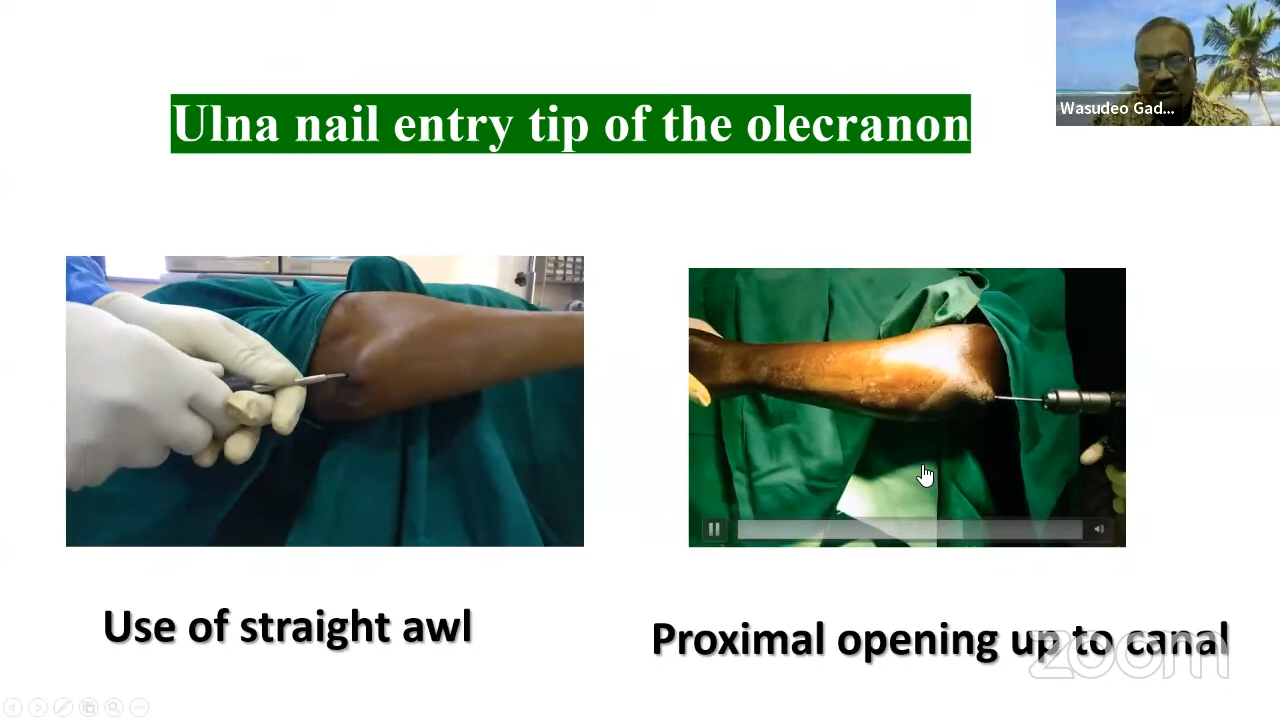 Wasudeo Gad...
Ulna nail entry tip of the olecranon
Use of straight awl
Proximal opening up to canal
zoom